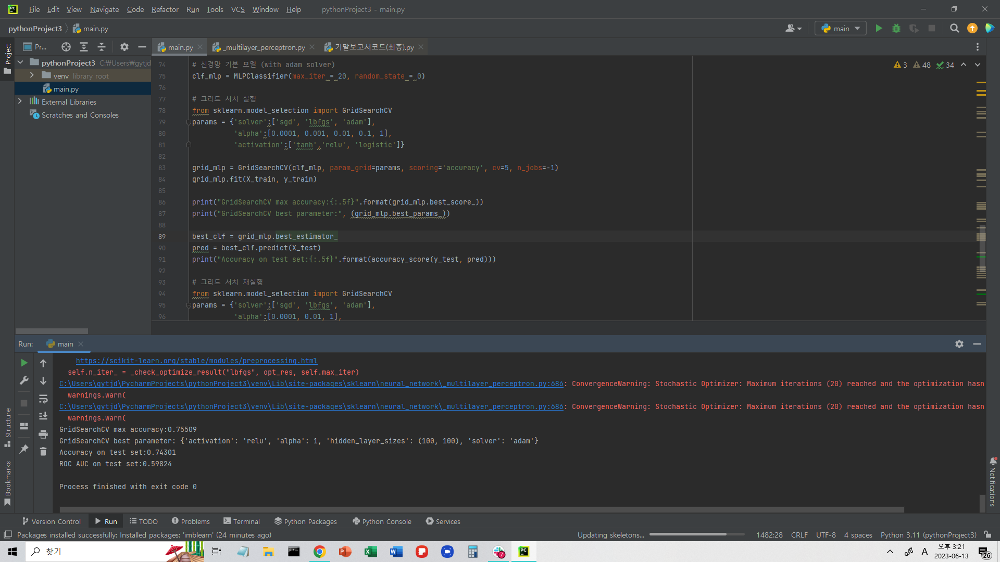 File Edit View Navigate Code Refactor Run Tools VCS Window Help pythonProject3 - main.py
pythonProject3 main.py main
Project Pr... main.py _multilayer_perceptron.py 기말보고서코드(최종).py
pythonProject3 C:₩Users₩gytjd
venv library root
main.py
External Libraries
Scratches and Consoles
3 48 34
74 # 신경망 기본 모델 (with adam solver)
75 clf_mlp = MLPClassifier(max_iter = 20, random_state = 0)
76
77 # 그리드 서치 실행
78 from sklearn.model_selection import GridSearchCV
79 params = {'solver':['sgd', 'lbfgs', 'adam'],
80 'alpha':[0.0001, 0.001, 0.01, 0.1, 1],
81 'activation':['tanh','relu', 'logistic']}
82
83 grid_mlp = GridSearchCV(clf_mlp, param_grid=params, scoring='accuracy', cv=5, n_jobs=-1)
84 grid_mlp.fit(X_train, y_train)
85
86 print("GridSearchCV max accuracy:{:.5f}".format(grid_mlp.best_score_))
87 print("GridSearchCV best parameter:", (grid_mlp.best_params_))
88
89 best_clf = grid_mlp.best_estimator_
90 pred = best_clf.predict(X_test)
91 print("Accuracy on test set:{:.5f}".format(accuracy_score(y_test, pred)))
92
93 # 그리드 서치 재실행
94 from sklearn.model_selection import GridSearchCV
95 params = {'solver':['sgd', 'lbfgs', 'adam'],
96 'alpha':[0.0001, 0.01, 1],
Run: main
https://scikit-learn.org/stable/modules/preprocessing.html
self.n_iter_ = _check_optimize_result("lbfgs", opt_res, self.max_iter)
C:\Users\gytjd\PycharmProjects\pythonProject3\venv\Lib\site-packages\sklearn\neural_network\_multilayer_perceptron.py:686: ConvergenceWarning: Stochastic Optimizer: Maximum iterations (20) reached and the optimization hasn
warnings.warn(
C:\Users\gytjd\PycharmProjects\pythonProject3\venv\Lib\site-packages\sklearn\neural_network\_multilayer_perceptron.py:686: ConvergenceWarning: Stochastic Optimizer: Maximum iterations (20) reached and the optimization hasn
warnings.warn(
GridSearchCV max accuracy:0.75509
GridSearchCV best parameter: {'activation': 'relu', 'alpha': 1, 'hidden_layer_sizes': (100, 100), 'solver': 'adam'}
Accuracy on test set:0.74301
ROC AUC on test set:0.59824
Process finished with exit code 0
Structure
Bookmarks
Notifications
Version Control Run TODO Problems Terminal Python Packages Python Console Services
Packages installed successfully: Installed packages: 'imblearn' (24 minutes ago) Updating skeletons... 1482:28 CRLF UTF-8 4 spaces Python 3.11 (pythonProject3)
찾기 7 A 오후 3:21
2023-06-13 26